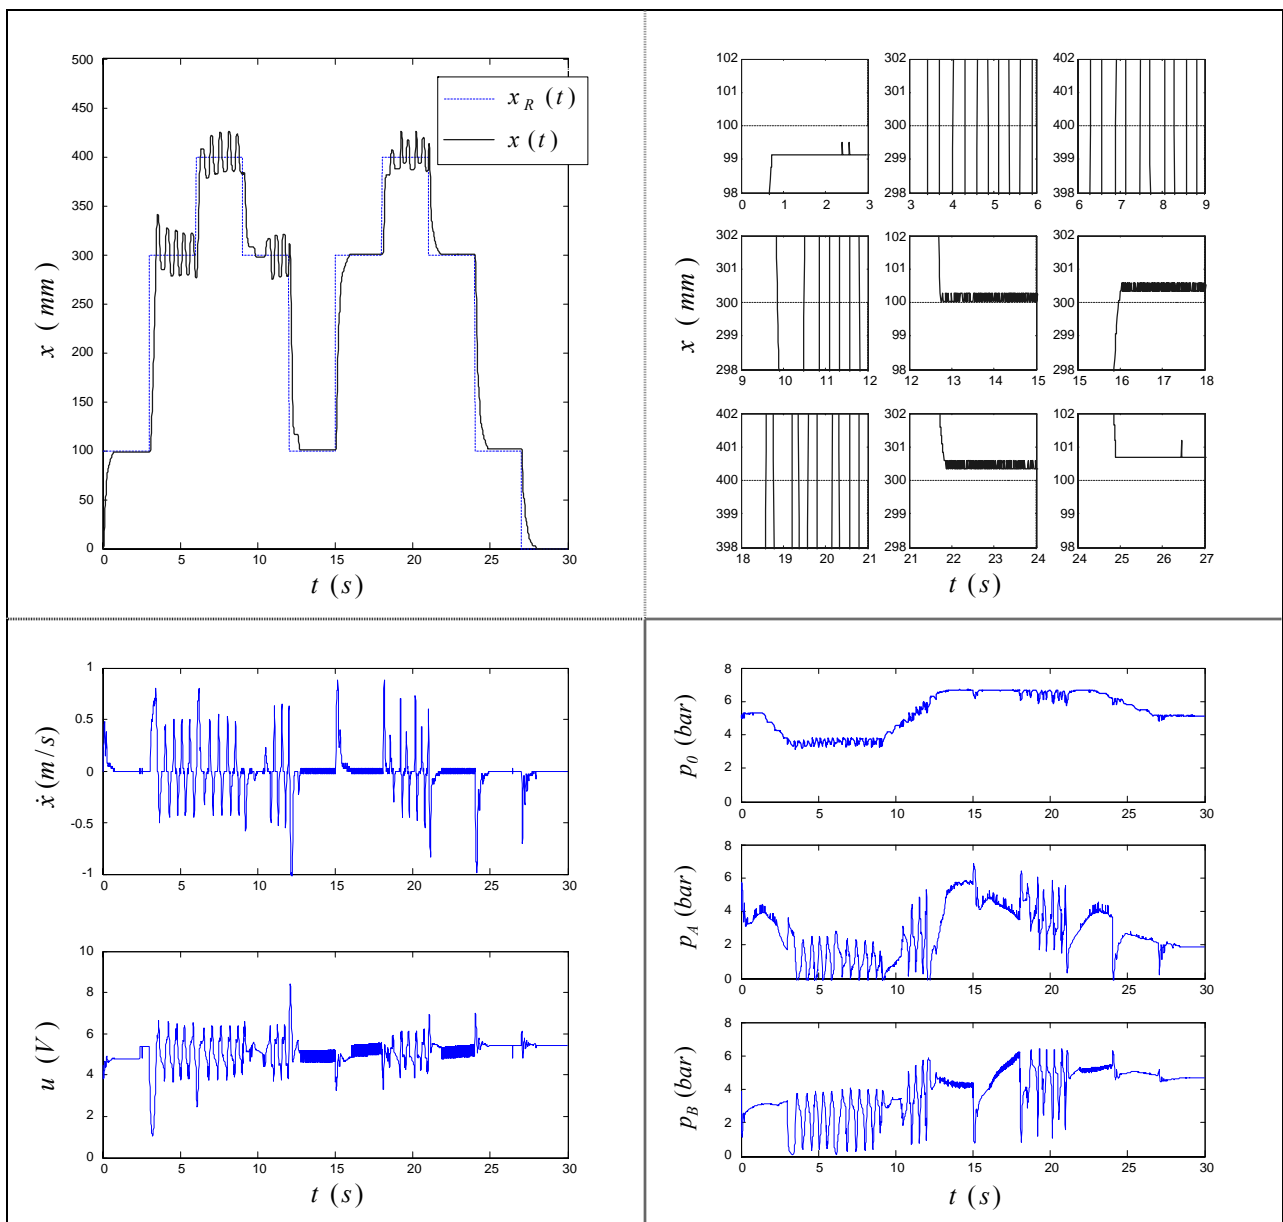 500
450
400
350
300
250
200
150
100
50
0
x_R (t)
x (t)
0 5 10 15 20 25 30
x (mm)
t (s)
102
101
100
99
98
0 1 2 3
302
301
300
299
298
3 4 5 6
402
401
400
399
398
6 7 8 9
302
301
300
299
298
9 10 11 12
102
101
100
99
98
12 13 14 15
302
301
300
299
298
15 16 17 18
402
401
400
399
398
18 19 20 21
302
301
300
299
298
21 22 23 24
102
101
100
99
98
24 25 26 27
x (mm)
t (s)
1
0.5
0
-0.5
-1
0 5 10 15 20 25 30
ẋ (m/s)
10
8
6
4
2
0
0 5 10 15 20 25 30
u (V)
t (s)
8
6
4
2
0
0 5 10 15 20 25 30
p_0 (bar)
8
6
4
2
0
0 5 10 15 20 25 30
p_A (bar)
8
6
4
2
0
0 5 10 15 20 25 30
p_B (bar)
t (s)